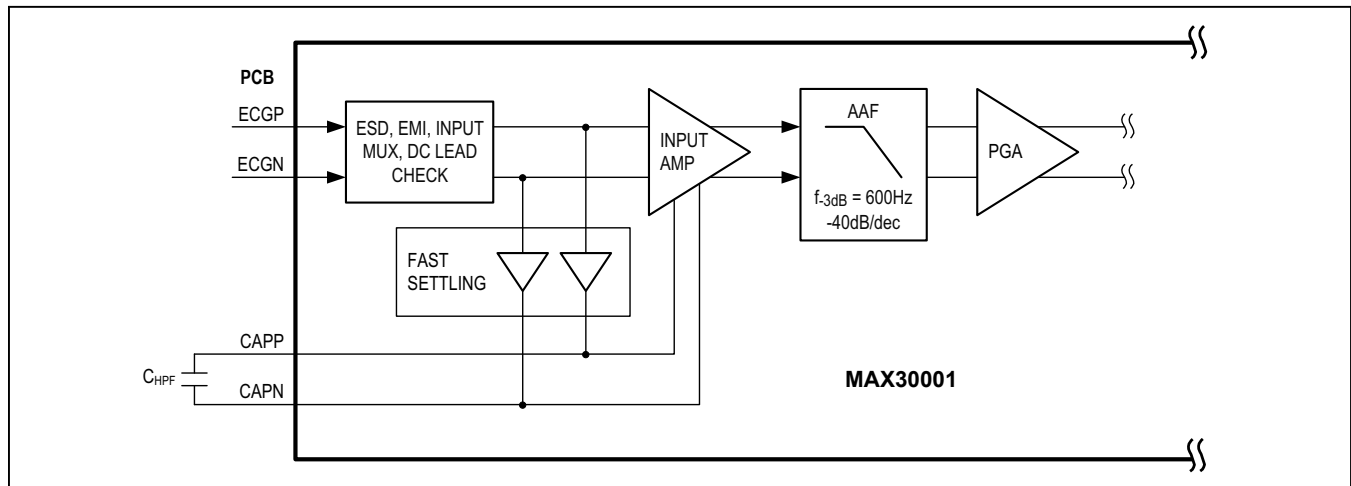 PCB
ECGP
ECGN
ESD, EMI, INPUT
MUX, DC LEAD
CHECK
INPUT
AMP
AAF
f-3dB = 600Hz
-40dB/dec
PGA
FAST
SETTLING
CAPP
CHPF
CAPN
MAX30001